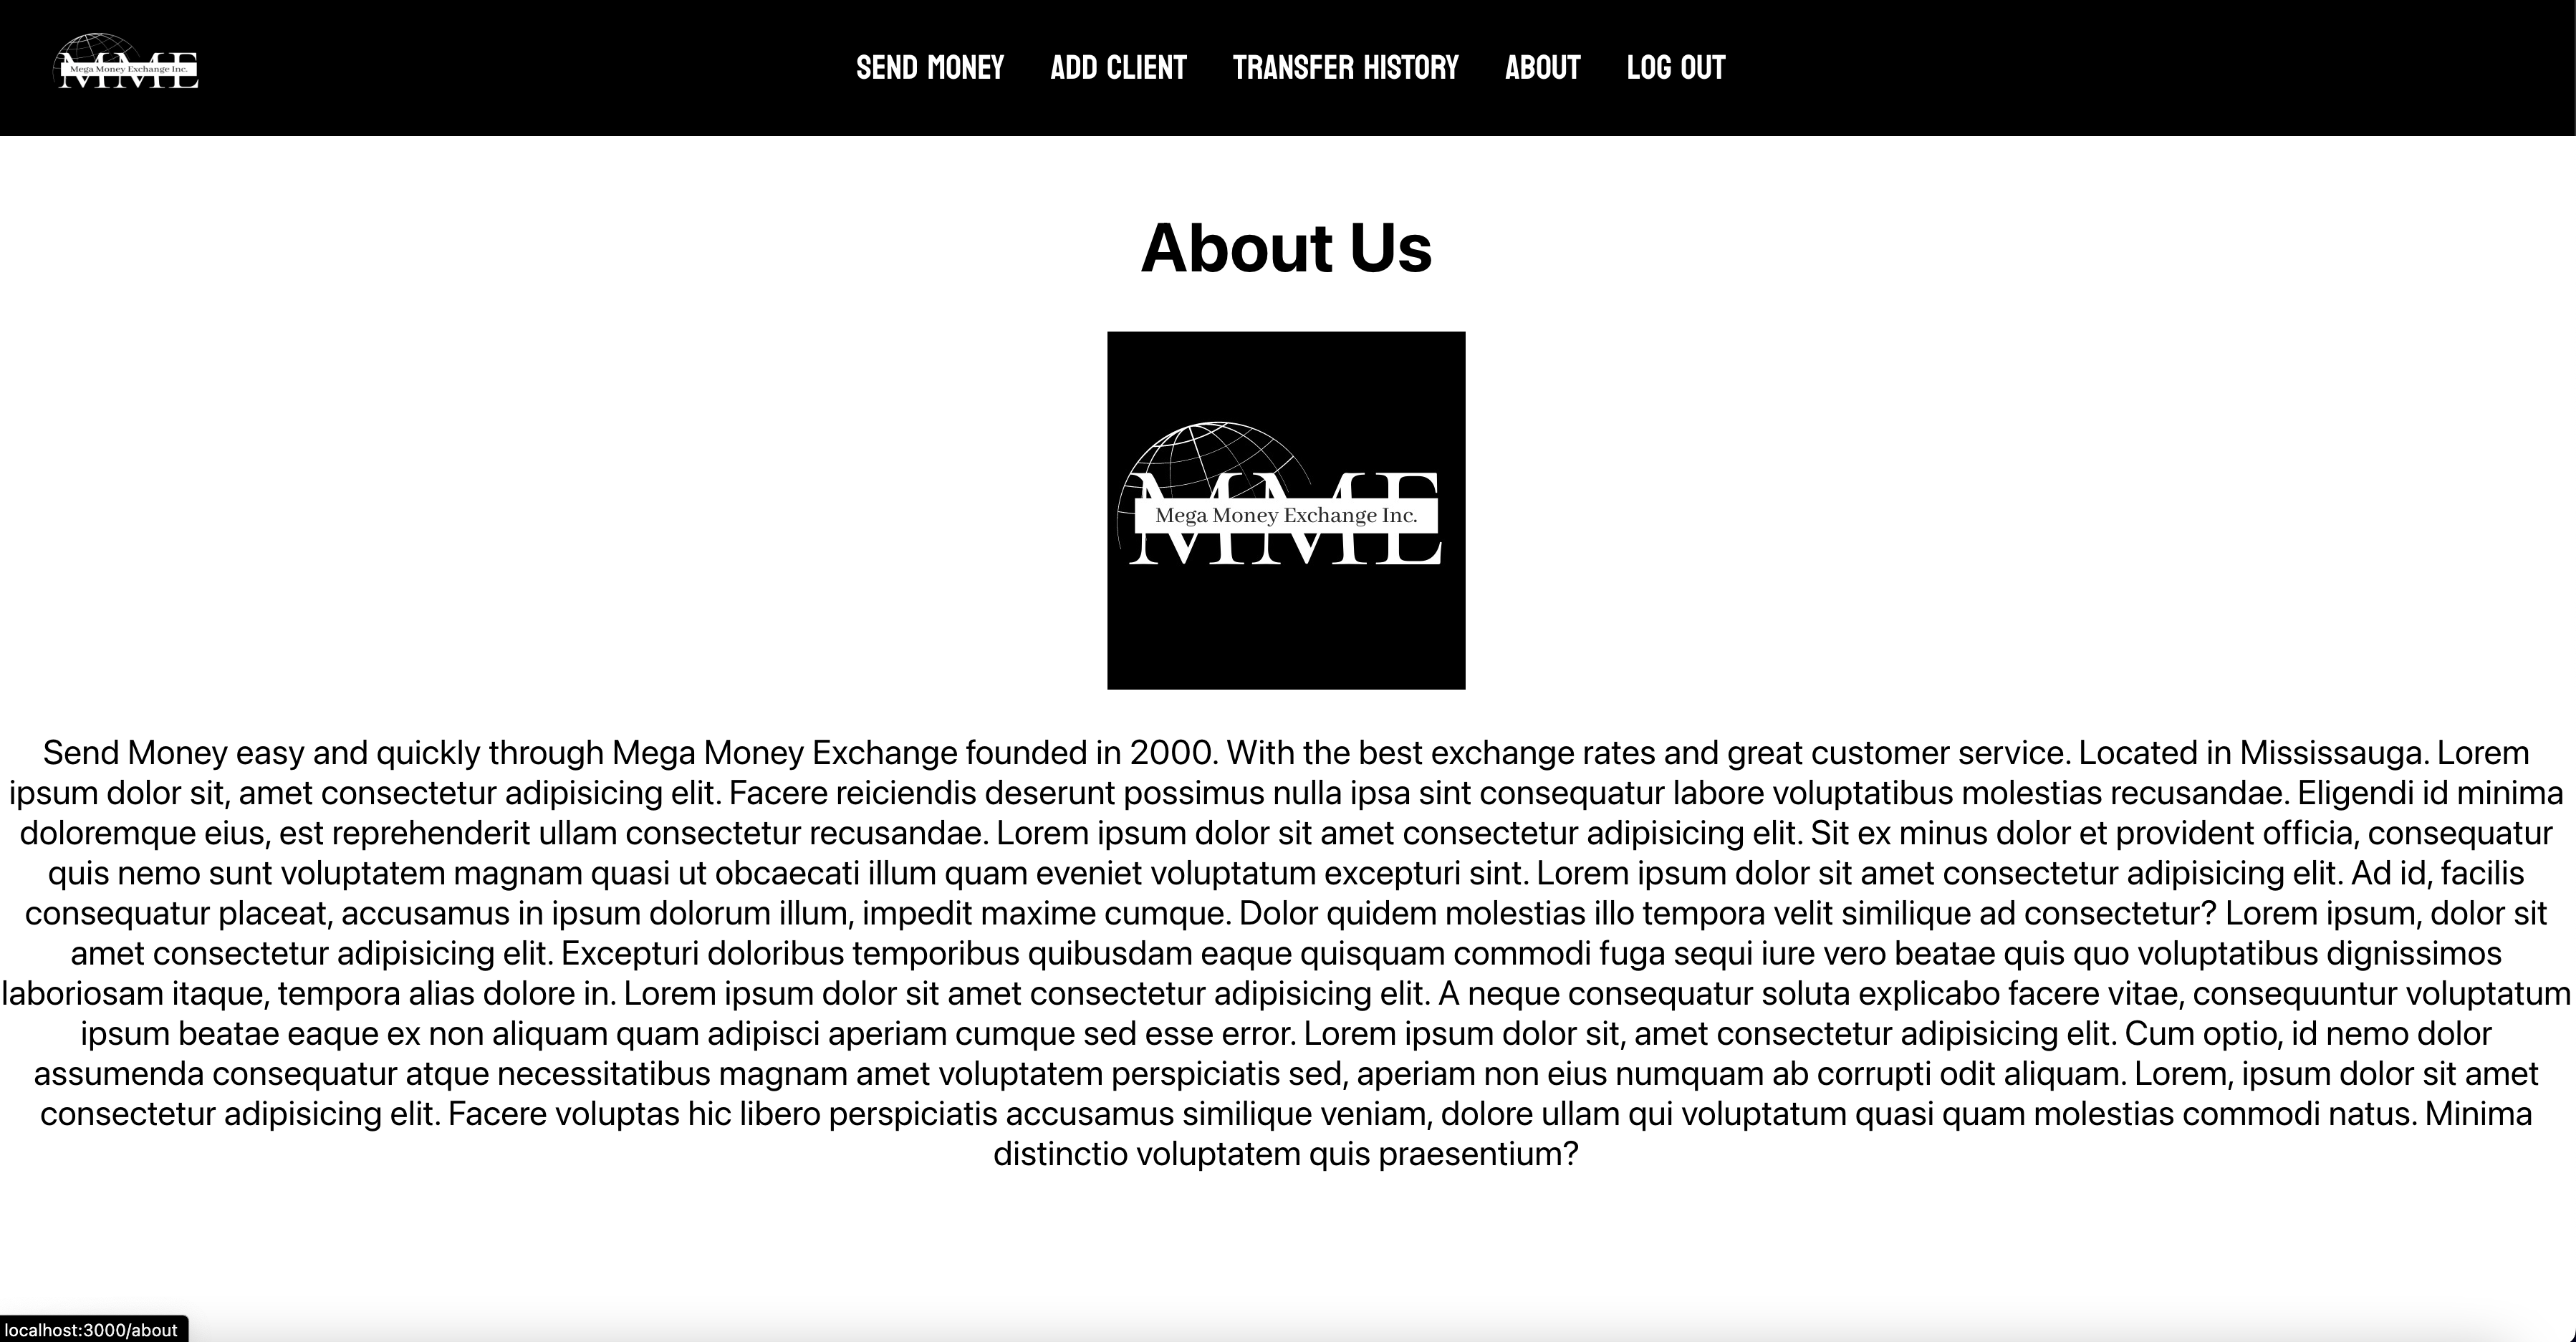 MME
Mega Money Exchange Inc.
SEND MONEY ADD CLIENT TRANSFER HISTORY ABOUT LOG OUT
About Us
MME
Mega Money Exchange Inc.
Send Money easy and quickly through Mega Money Exchange founded in 2000. With the best exchange rates and great customer service. Located in Mississauga. Lorem
ipsum dolor sit, amet consectetur adipisicing elit. Facere reiciendis deserunt possimus nulla ipsa sint consequatur labore voluptatibus molestias recusandae. Eligendi id minima
doloremque eius, est reprehenderit ullam consectetur recusandae. Lorem ipsum dolor sit amet consectetur adipisicing elit. Sit ex minus dolor et provident officia, consequatur
quis nemo sunt voluptatem magnam quasi ut obcaecati illum quam eveniet voluptatum excepturi sint. Lorem ipsum dolor sit amet consectetur adipisicing elit. Ad id, facilis
consequatur placeat, accusamus in ipsum dolorum illum, impedit maxime cumque. Dolor quidem molestias illo tempora velit similique ad consectetur? Lorem ipsum, dolor sit
amet consectetur adipisicing elit. Excepturi doloribus temporibus quibusdam eaque quisquam commodi fuga sequi iure vero beatae quis quo voluptatibus dignissimos
laboriosam itaque, tempora alias dolore in. Lorem ipsum dolor sit amet consectetur adipisicing elit. A neque consequatur soluta explicabo facere vitae, consequuntur voluptatum
ipsum beatae eaque ex non aliquam quam adipisci aperiam cumque sed esse error. Lorem ipsum dolor sit, amet consectetur adipisicing elit. Cum optio, id nemo dolor
assumenda consequatur atque necessitatibus magnam amet voluptatem perspiciatis sed, aperiam non eius numquam ab corrupti odit aliquam. Lorem, ipsum dolor sit amet
consectetur adipisicing elit. Facere voluptas hic libero perspiciatis accusamus similique veniam, dolore ullam qui voluptatum quasi quam molestias commodi natus. Minima
distinctio voluptatem quis praesentium?
localhost:3000/about